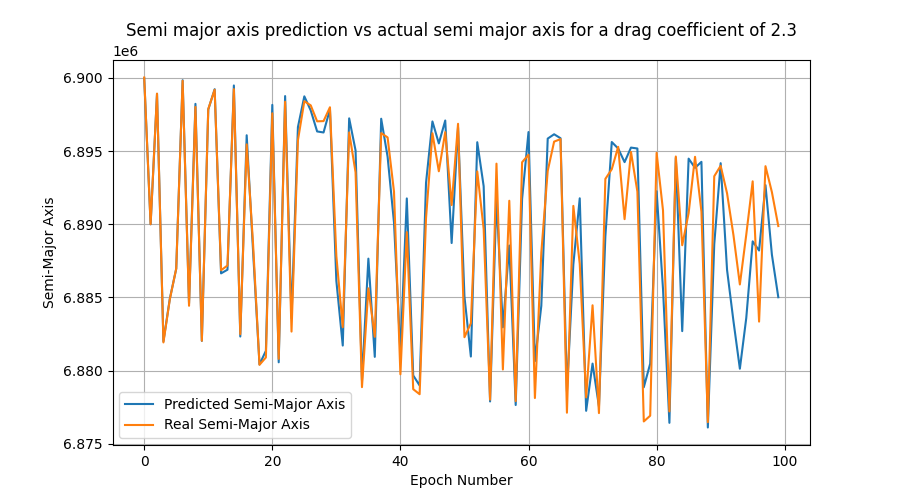 Semi major axis prediction vs actual semi major axis for a drag coefficient of 2.3
1e6
6.900
6.895
6.890
6.885
6.880
6.875
Semi-Major Axis
Predicted Semi-Major Axis
Real Semi-Major Axis
0 20 40 60 80 100
Epoch Number